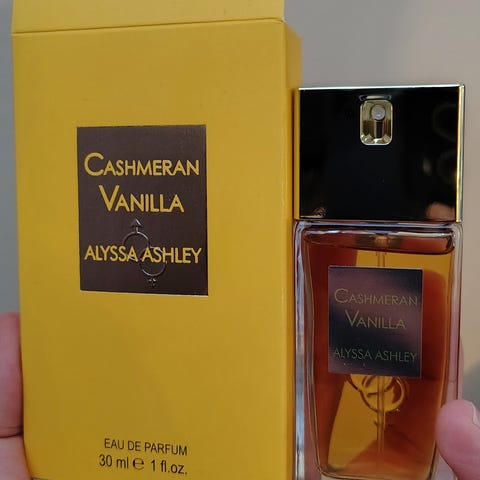 CASHMERAN
VANILLA
ALYSSA ASHLEY
EAU DE PARFUM
30 ml ℮ 1 fl.oz.
CASHMERAN
VANILLA
ALYSSA ASHLEY